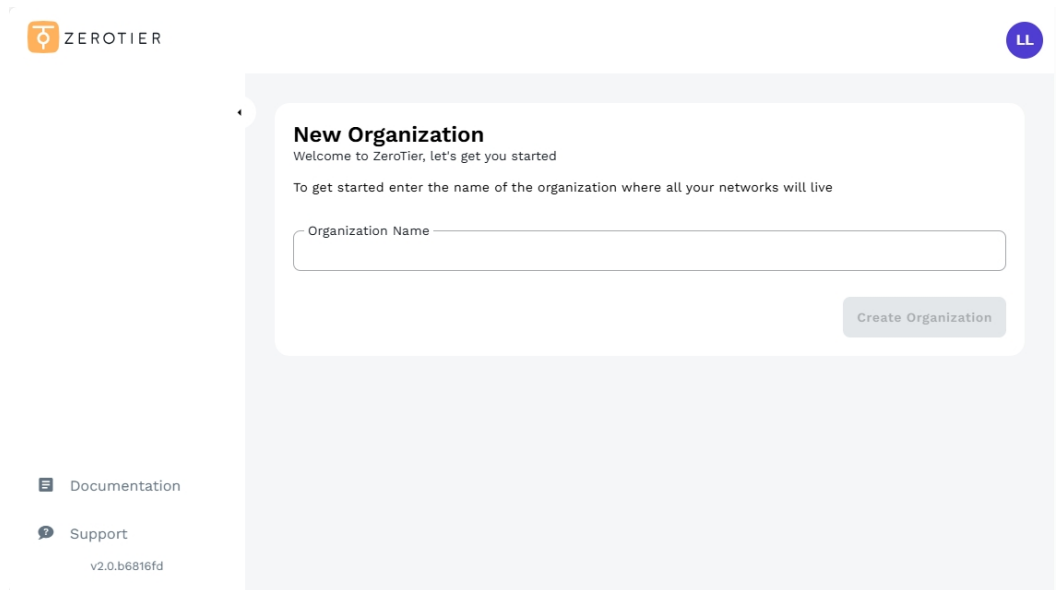 ZEROTIER
LL
New Organization
Welcome to ZeroTier, let's get you started
To get started enter the name of the organization where all your networks will live
Organization Name
Create Organization
Documentation
Support
v2.0.b6816fd